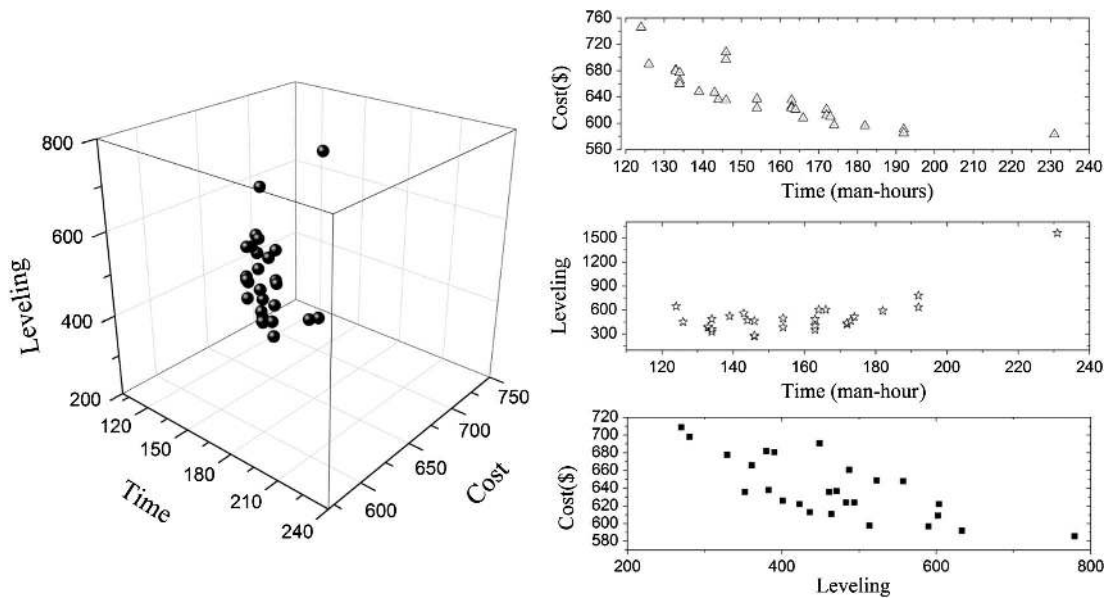 800
600
400
200
Leveling
120
150
180
210
240
Time
600
650
700
750
Cost
760
720
680
640
600
560
Cost($)
120 130 140 150 160 170 180 190 200 210 220 230 240
Time (man-hours)
1500
1200
900
600
300
Leveling
120 140 160 180 200 220 240
Time (man-hour)
720
700
680
660
640
620
600
580
Cost($)
200 400 600 800
Leveling